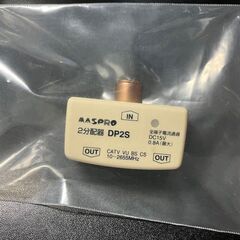 IN
MASPRO
2分配器 DP2S
全端子電流通過
DC15V
0.8A(最大)
OUT
CATV VU BS CS
10-2655MHz
OUT